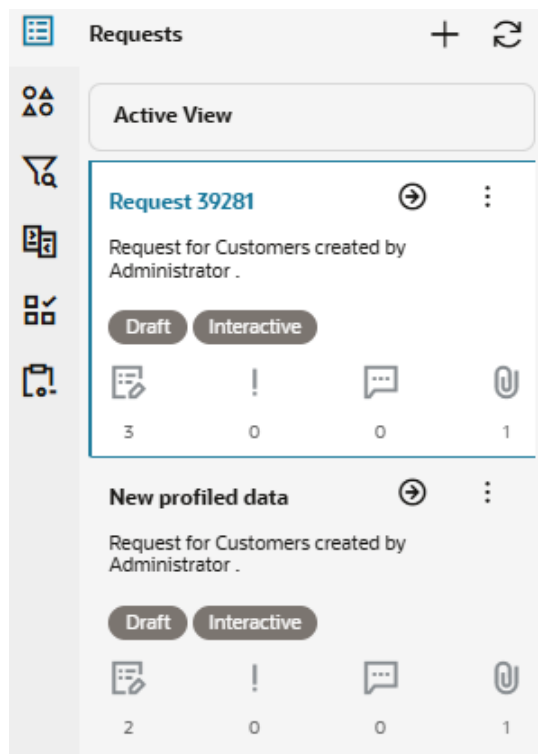 Requests
Active View
Request 39281
Request for Customers created by
Administrator .
Draft Interactive
3 0 0 1
New profiled data
Request for Customers created by
Administrator .
Draft Interactive
2 0 0 1